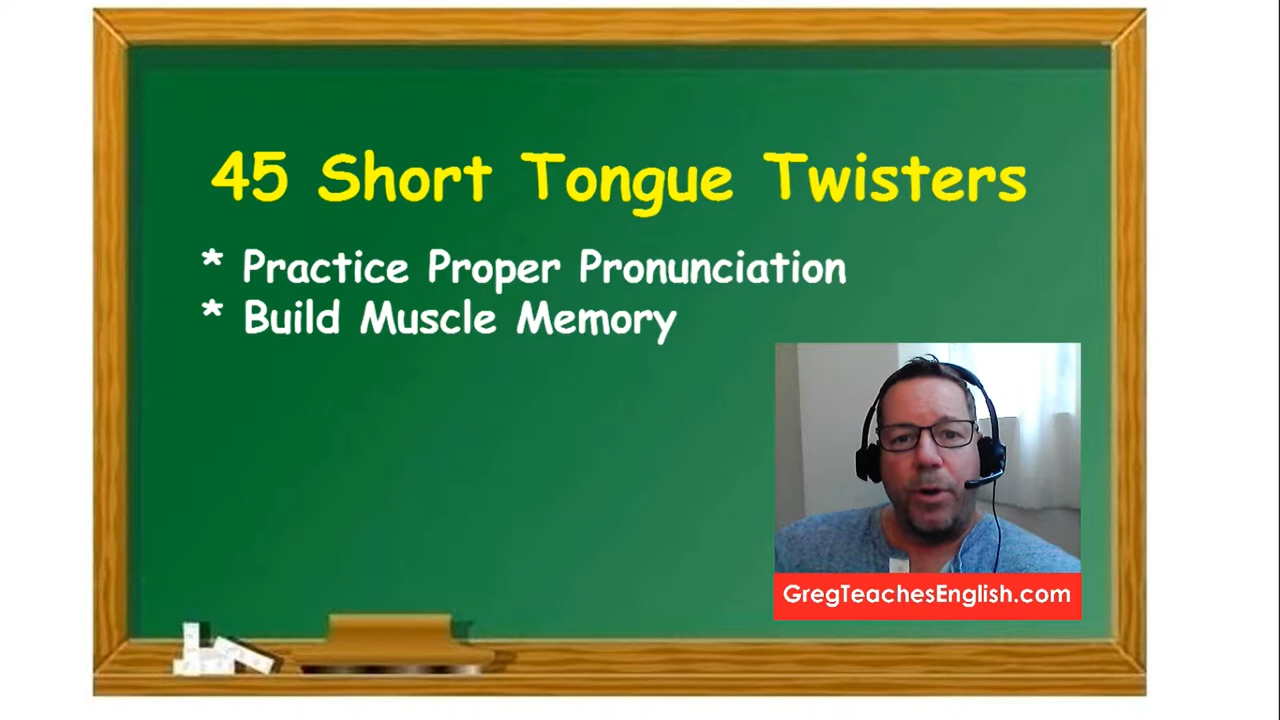 45 Short Tongue Twisters
* Practice Proper Pronunciation
* Build Muscle Memory
GregTeachesEnglish.com